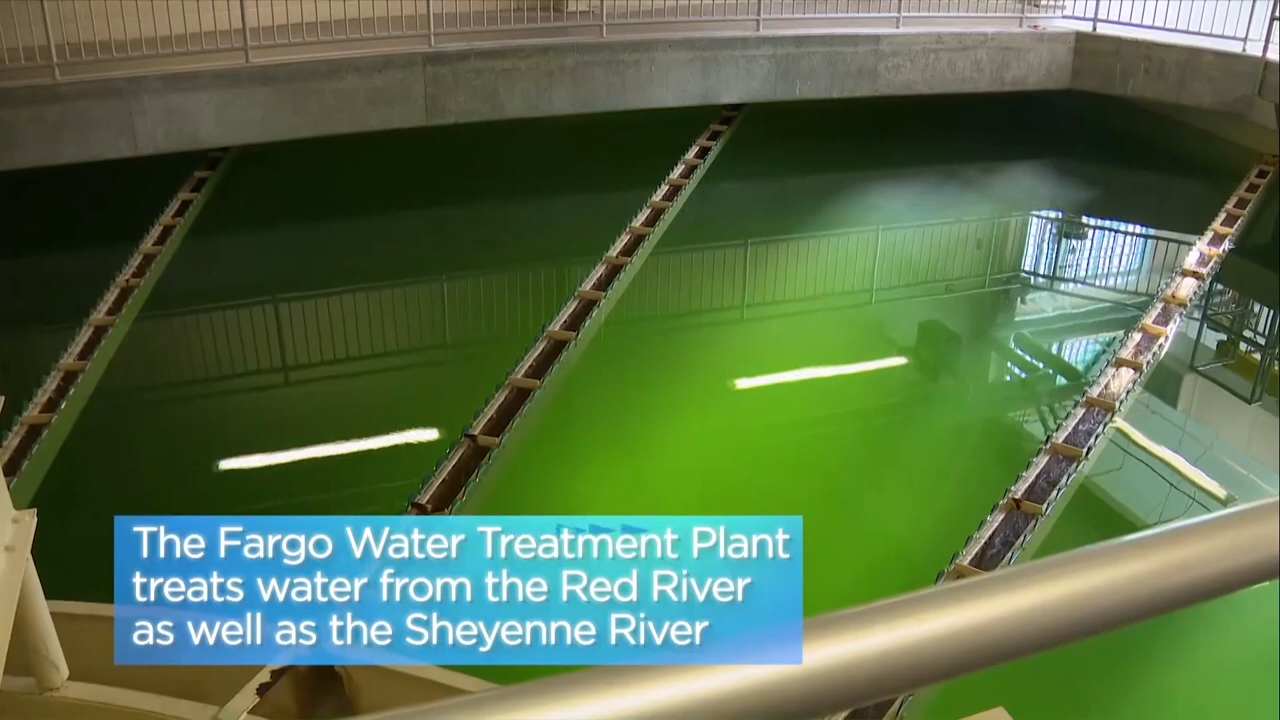 The Fargo Water Treatment Plant
treats water from the Red River
as well as the Sheyenne River